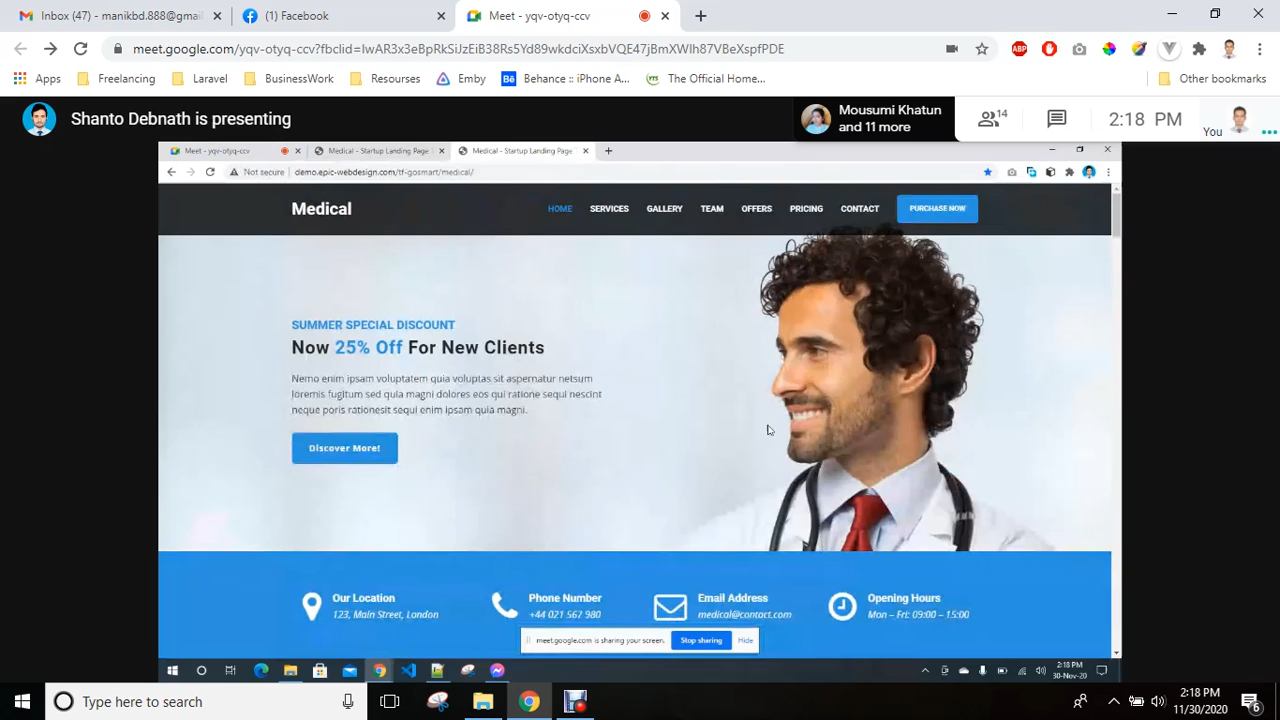 Inbox (47) - manikbd.888@gmail
(1) Facebook
Meet - yqv-otyq-ccv
meet.google.com/yqv-otyq-ccv?fbclid=IwAR3x3eBpRkSiJzEiB38Rs5Yd89wkdciXsxbVQE47jBmXWIh87VBeXspfPDE
ABP
Apps
Freelancing
Laravel
BusinessWork
Resourses
Emby
Bē
Behance :: iPhone A...
YTS
The Official Home...
Other bookmarks
Shanto Debnath is presenting
Mousumi Khatun
and 11 more
14
2:18 PM
You
Meet - yqv-otyq-ccv
Medical - Startup Landing Page
Medical - Startup Landing Page
Not secure
demo.epic-webdesign.com/tf-gosmart/medical/
Medical
HOME
SERVICES
GALLERY
TEAM
OFFERS
PRICING
CONTACT
PURCHASE NOW
SUMMER SPECIAL DISCOUNT
Now 25% Off For New Clients
Nemo enim ipsam voluptatem quia voluptas sit aspernatur netsum
loremis fugitum sed quia magni dolores eos qui ratione sequi nescint
neque poris rationesit sequi enim ipsam quia magni.
Discover More!
Our Location
123, Main Street, London
Phone Number
+44 021 567 980
Email Address
medical@contact.com
Opening Hours
Mon – Fri: 09:00 – 15:00
meet.google.com is sharing your screen.
Stop sharing
Hide
2:18 PM
30-Nov-20
Type here to search
2:18 PM
11/30/2020
6